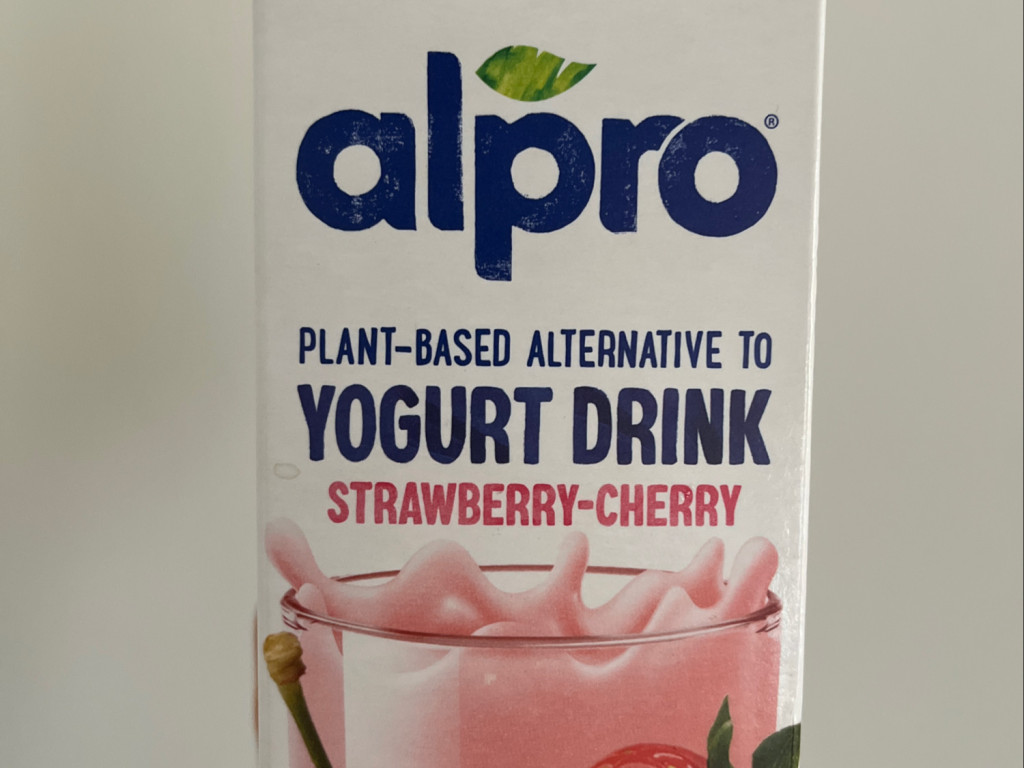 alpro®
PLANT-BASED ALTERNATIVE TO
YOGURT DRINK
STRAWBERRY-CHERRY